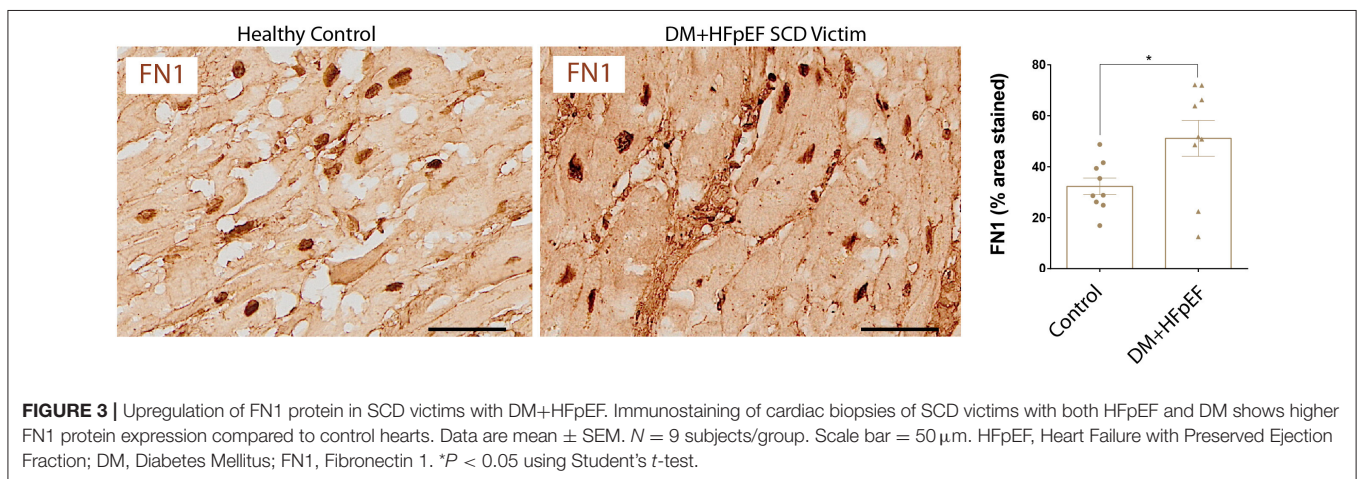 Healthy Control
DM+HFpEF SCD Victim
FN1
FN1
FN1 (% area stained)
80
60
40
20
0
*
Control
DM+HFpEF
FIGURE 3 | Upregulation of FN1 protein in SCD victims with DM+HFpEF. Immunostaining of cardiac biopsies of SCD victims with both HFpEF and DM shows higher
FN1 protein expression compared to control hearts. Data are mean ± SEM. N = 9 subjects/group. Scale bar = 50 μm. HFpEF, Heart Failure with Preserved Ejection
Fraction; DM, Diabetes Mellitus; FN1, Fibronectin 1. *P < 0.05 using Student's t-test.